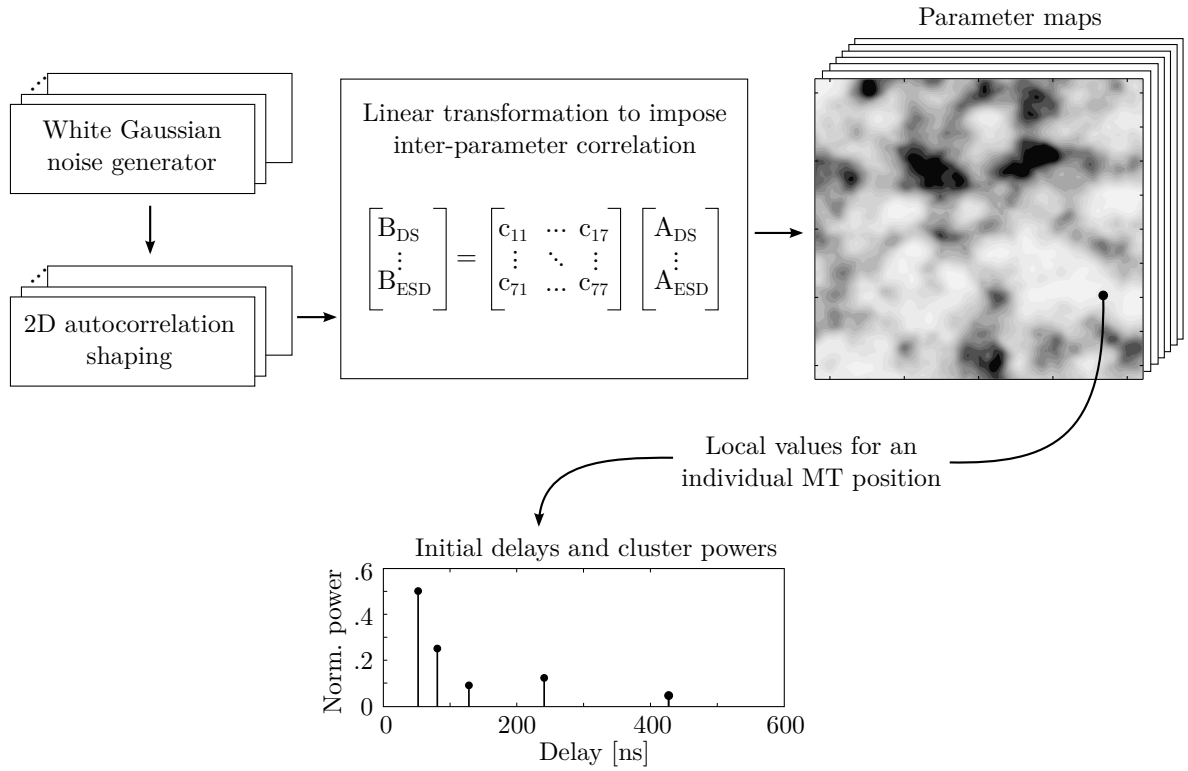 Parameter maps
White Gaussian
noise generator
2D autocorrelation
shaping
Linear transformation to impose
inter-parameter correlation
B_DS = c_11 ... c_17 A_DS
⋮ ⋮ ⋱ ⋮ ⋮
B_ESD c_71 ... c_77 A_ESD
Local values for an
individual MT position
Initial delays and cluster powers
Norm. power
.6
.4
.2
0
0 200 400 600
Delay [ns]